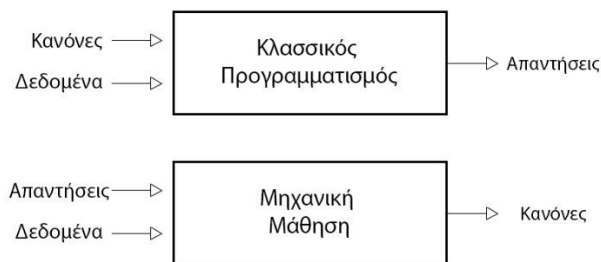 Κανόνες
Δεδομένα
Κλασσικός
Προγραμματισμός
Απαντήσεις
Απαντήσεις
Δεδομένα
Μηχανική
Μάθηση
Κανόνες